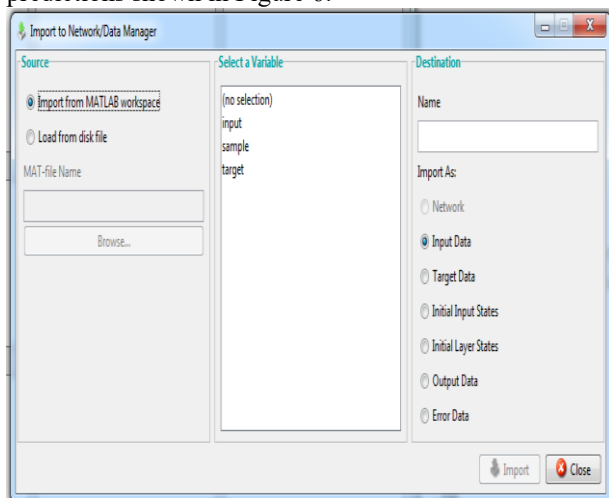 Import to Network/Data Manager
Source
Import from MATLAB workspace
Load from disk file
MAT-file Name
Browse...
Select a Variable
(no selection)
input
sample
target
Destination
Name
Import As:
Network
Input Data
Target Data
Initial Input States
Initial Layer States
Output Data
Error Data
Import
Close